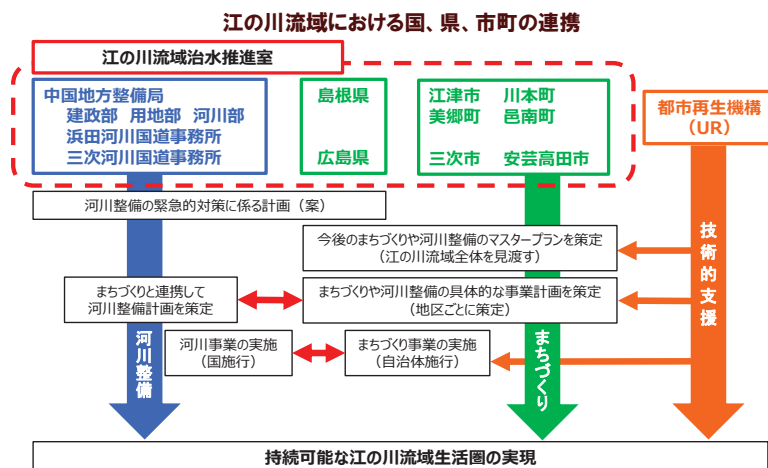 江の川流域における国、県、市町の連携
江の川流域治水推進室
中国地方整備局
建政部 用地部 河川部
浜田河川国道事務所
三次河川国道事務所
島根県
広島県
江津市 川本町
美郷町 邑南町
三次市 安芸高田市
都市再生機構
（UR）
河川整備の緊急的対策に係る計画（案）
今後のまちづくりや河川整備のマスタープランを策定
（江の川流域全体を見渡す）
まちづくりと連携して
河川整備計画を策定
まちづくりや河川整備の具体的な事業計画を策定
（地区ごとに策定）
河川事業の実施
（国施行）
まちづくり事業の実施
（自治体施行）
河川整備
まちづくり
技術的支援
持続可能な江の川流域生活圏の実現